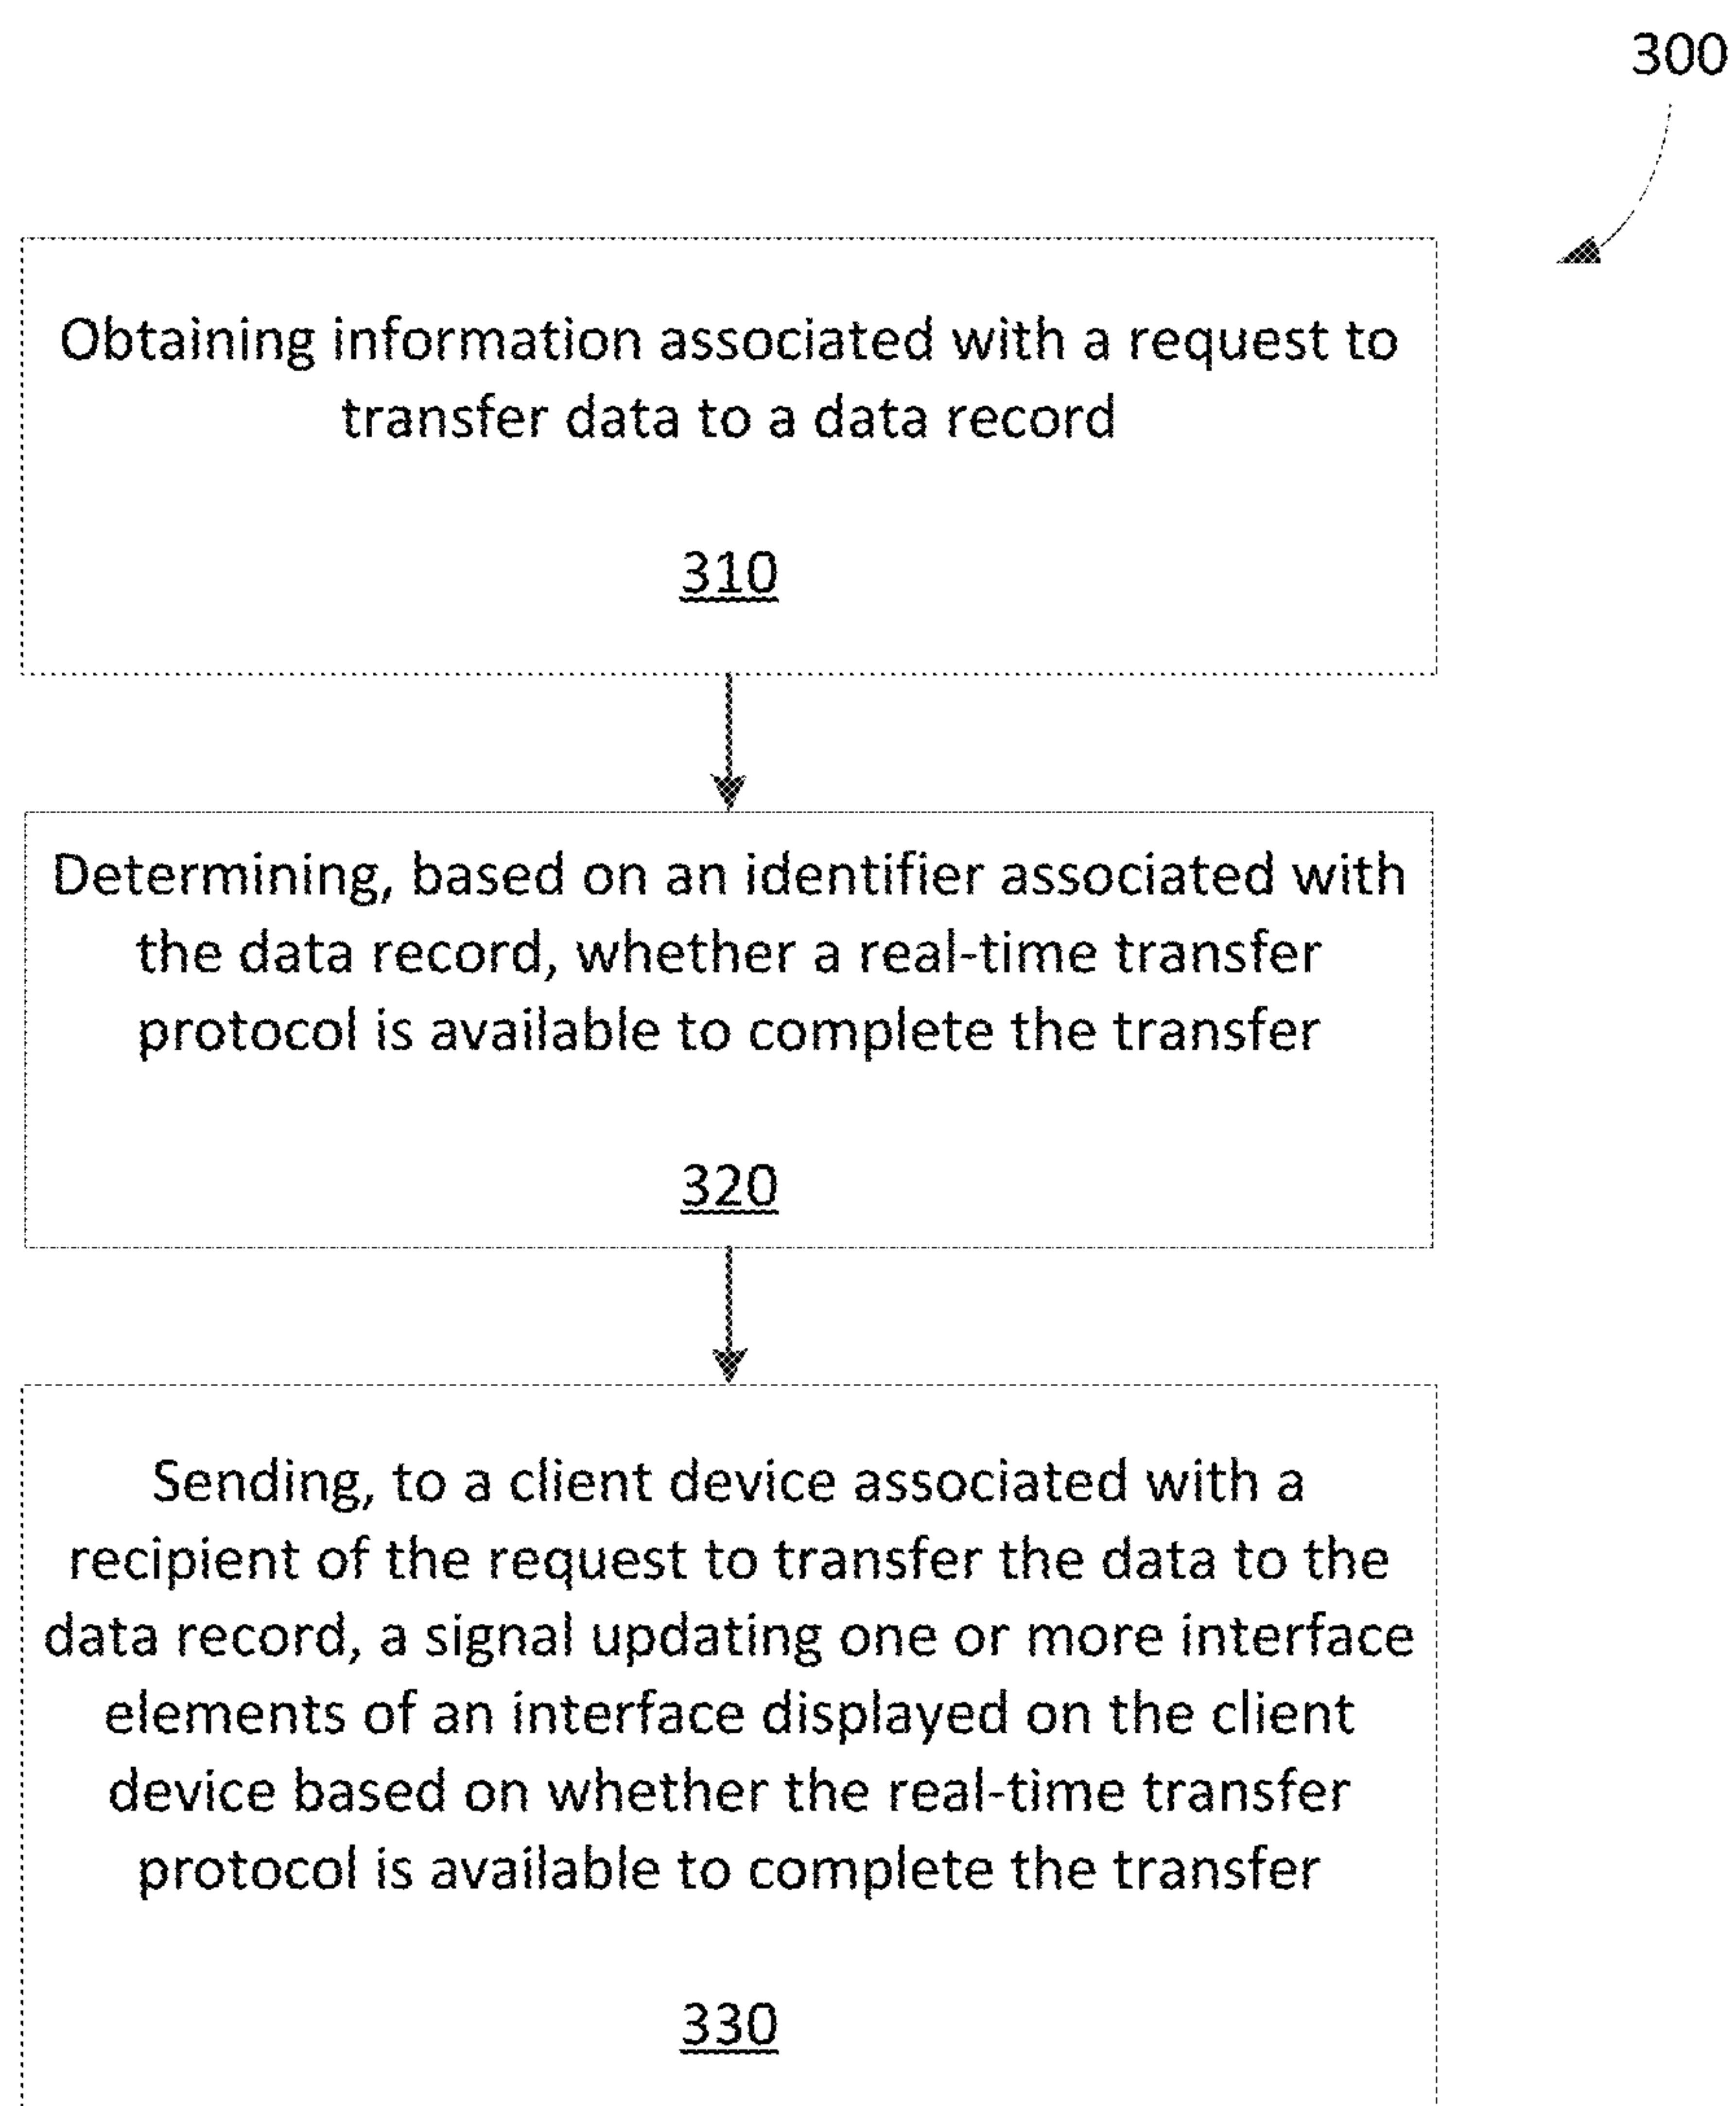 300
Obtaining information associated with a request to
transfer data to a data record
310
Determining, based on an identifier associated with
the data record, whether a real-time transfer
protocol is available to complete the transfer
320
Sending, to a client device associated with a
recipient of the request to transfer the data to the
data record, a signal updating one or more interface
elements of an interface displayed on the client
device based on whether the real-time transfer
protocol is available to complete the transfer
330